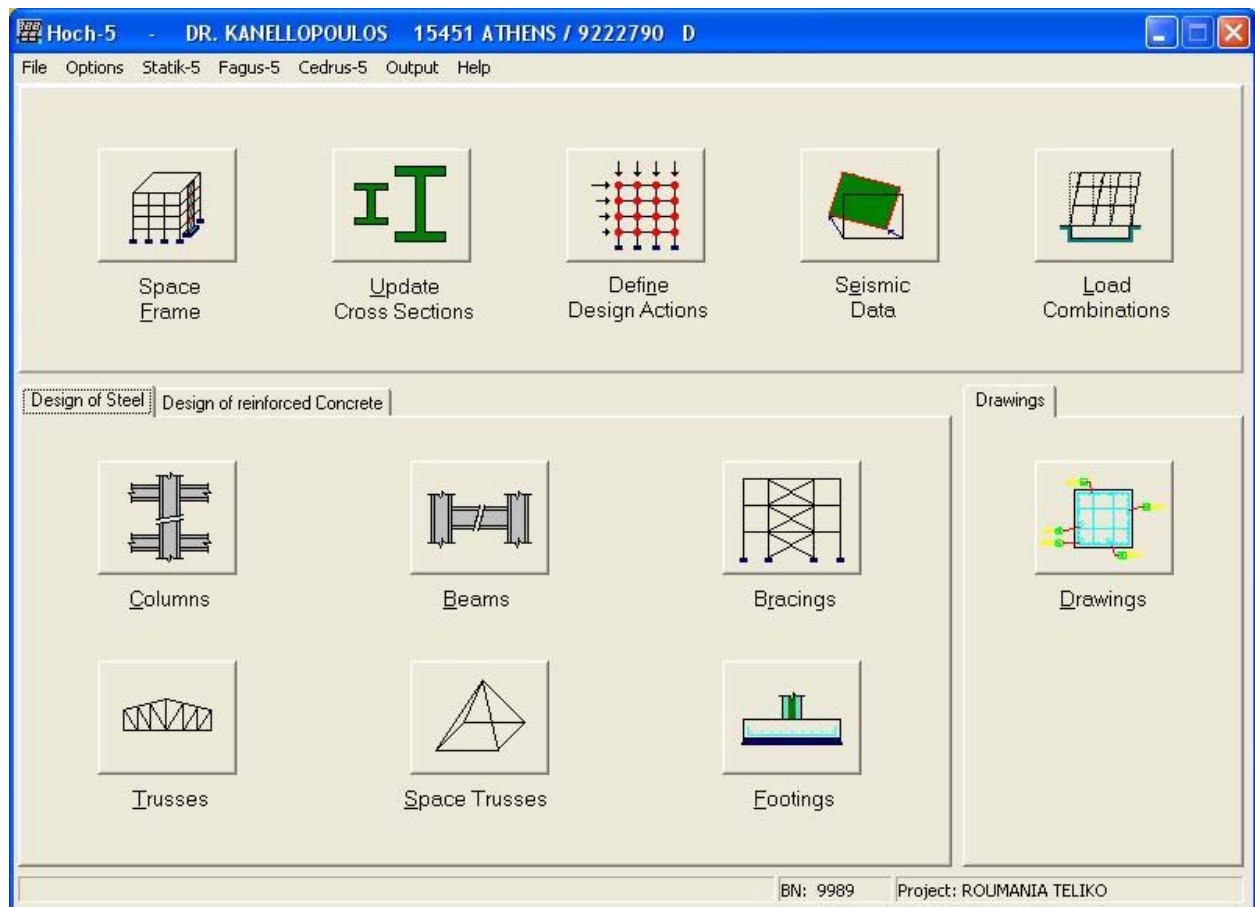 Hoch-5 - DR. KANELLOPOULOS 15451 ATHENS / 9222790 D
File Options Statik-5 Fagus-5 Cedrus-5 Output Help
Space
Frame
Update
Cross Sections
Define
Design Actions
Seismic
Data
Load
Combinations
Design of Steel
Design of reinforced Concrete
Drawings
Columns
Beams
Bracings
Drawings
Trusses
Space Trusses
Footings
BN: 9989
Project: ROUMANIA TELIKO